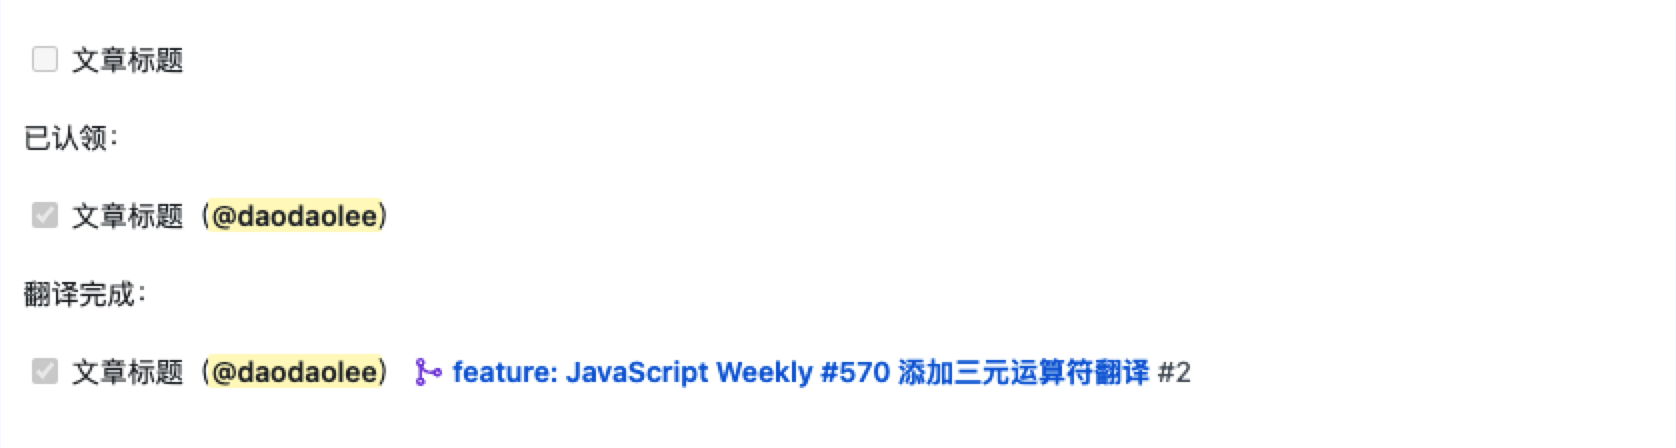 文章标题
已认领：
文章标题（@daodaolee）
翻译完成：
文章标题（@daodaolee） feature: JavaScript Weekly #570 添加三元运算符翻译 #2